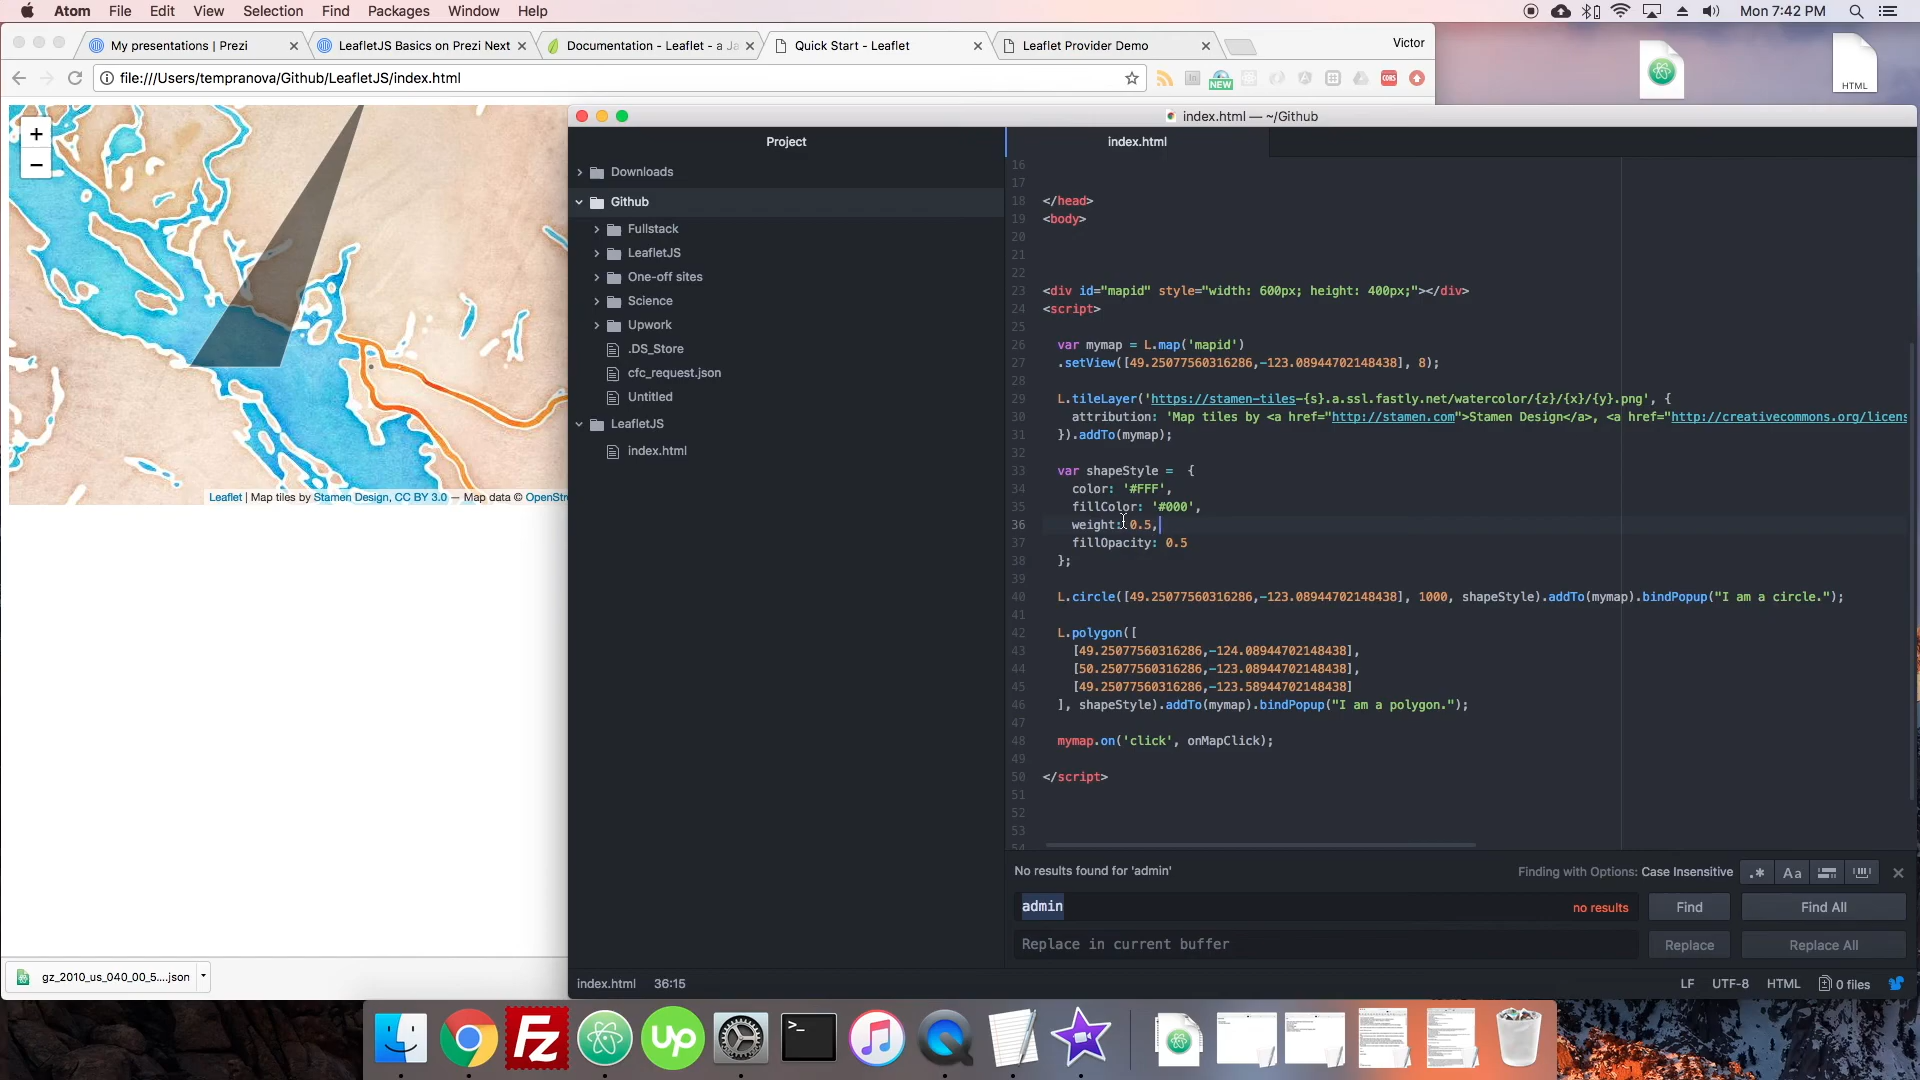 Atom File Edit View Selection Find Packages Window Help
Mon 7:42 PM
My presentations | Prezi
LeafletJS Basics on Prezi Next
Documentation - Leaflet - a Ja
Quick Start - Leaflet
Leaflet Provider Demo
Victor
file:///Users/tempranova/Github/LeafletJS/index.html
NEW
HTML
index.html — ~/Github
+
−
Leaflet | Map tiles by Stamen Design, CC BY 3.0 — Map data © OpenStre
Project
Downloads
Github
Fullstack
LeafletJS
One-off sites
Science
Upwork
.DS_Store
cfc_request.json
Untitled
LeafletJS
index.html
index.html
16
17
18 </head>
19 <body>
20
21
22
23 <div id="mapid" style="width: 600px; height: 400px;"></div>
24 <script>
25
26 var mymap = L.map('mapid')
27 .setView([49.25077560316286,-123.08944702148438], 8);
28
29 L.tileLayer('https://stamen-tiles-{s}.a.ssl.fastly.net/watercolor/{z}/{x}/{y}.png', {
30 attribution: 'Map tiles by <a href="http://stamen.com">Stamen Design</a>, <a href="http://creativecommons.org/licens
31 }).addTo(mymap);
32
33 var shapeStyle = {
34 color: '#FFF',
35 fillColor: '#000',
36 weight: 0.5,
37 fillOpacity: 0.5
38 };
39
40 L.circle([49.25077560316286,-123.08944702148438], 1000, shapeStyle).addTo(mymap).bindPopup("I am a circle.");
41
42 L.polygon([
43 [49.25077560316286,-124.08944702148438],
44 [50.25077560316286,-123.08944702148438],
45 [49.25077560316286,-123.58944702148438]
46 ], shapeStyle).addTo(mymap).bindPopup("I am a polygon.");
47
48 mymap.on('click', onMapClick);
49
50 </script>
51
52
53
54
No results found for 'admin'
Finding with Options: Case Insensitive
.* Aa
admin
no results
Find
Find All
Replace in current buffer
Replace
Replace All
gz_2010_us_040_00_5....json
index.html 36:15
LF UTF-8 HTML 0 files
Fz
Up
>_